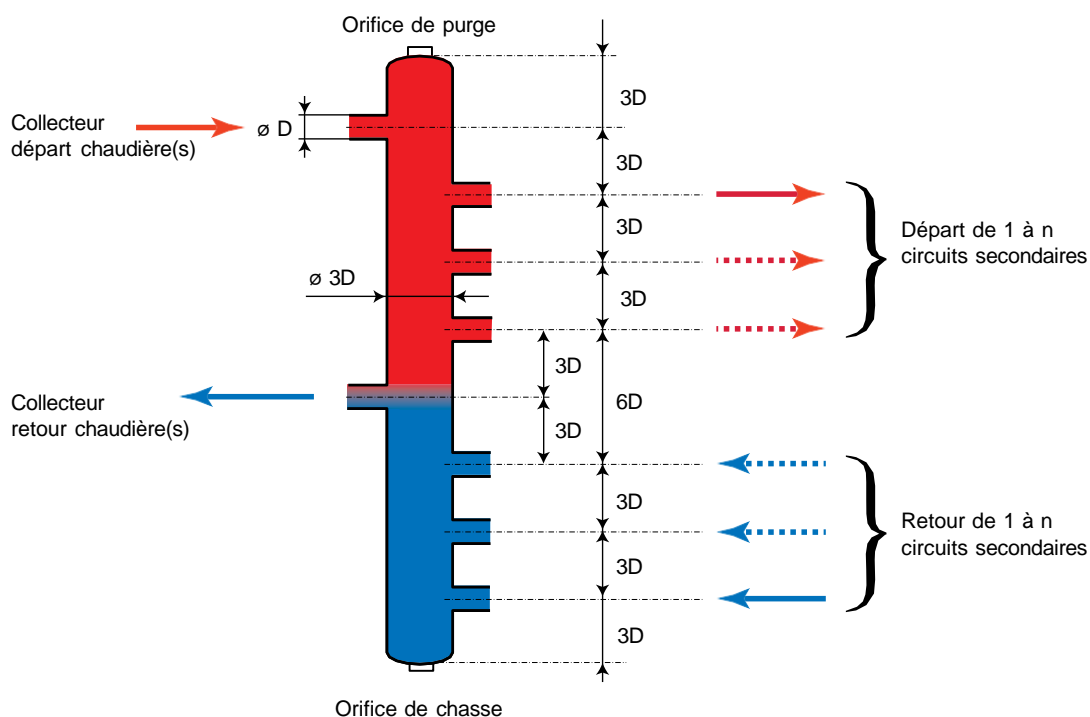 Orifice de purge
3D
Collecteur
départ chaudière(s)
ø D
3D
3D
Départ de 1 à n
circuits secondaires
ø 3D
3D
3D
6D
Collecteur
retour chaudière(s)
3D
3D
Retour de 1 à n
circuits secondaires
3D
3D
Orifice de chasse